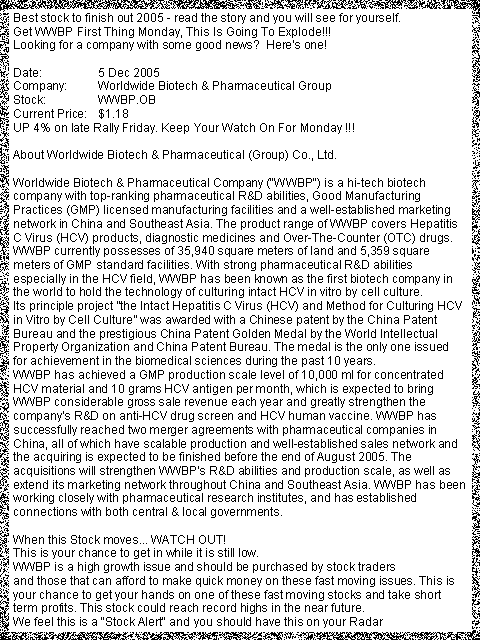 Best stock to finish out 2005 - read the story and you will see for yourself.
Get WWBP First Thing Monday, This Is Going To Explode!!!
Looking for a company with some good news?  Here's one!
Date: 5 Dec 2005
Company: Worldwide Biotech & Pharmaceutical Group
Stock: WWBP.OB
Current Price: $1.18
UP 4% on late Rally Friday. Keep Your Watch On For Monday !!!
About Worldwide Biotech & Pharmaceutical (Group) Co., Ltd.
Worldwide Biotech & Pharmaceutical Company ("WWBP") is a hi-tech biotech
company with top-ranking pharmaceutical R&D abilities, Good Manufacturing
Practices (GMP) licensed manufacturing facilities and a well-established marketing
network in China and Southeast Asia. The product range of WWBP covers Hepatitis
C Virus (HCV) products, diagnostic medicines and Over-The-Counter (OTC) drugs.
WWBP currently possesses of 35,940 square meters of land and 5,359 square
meters of GMP standard facilities. With strong pharmaceutical R&D abilities
especially in the HCV field, WWBP has been known as the first biotech company in
the world to hold the technology of culturing intact HCV in vitro by cell culture.
Its principle project "the Intact Hepatitis C Virus (HCV) and Method for Culturing HCV
in Vitro by Cell Culture" was awarded with a Chinese patent by the China Patent
Bureau and the prestigious China Patent Golden Medal by the World Intellectual
Property Organization and China Patent Bureau. The medal is the only one issued
for achievement in the biomedical sciences during the past 10 years.
WWBP has achieved a GMP production scale level of 10,000 ml for concentrated
HCV material and 10 grams HCV antigen per month, which is expected to bring
WWBP considerable gross sale revenue each year and greatly strengthen the
company's R&D on anti-HCV drug screen and HCV human vaccine. WWBP has
successfully reached two merger agreements with pharmaceutical companies in
China, all of which have scalable production and well-established sales network and
the acquiring is expected to be finished before the end of August 2005. The
acquisitions will strengthen WWBP's R&D abilities and production scale, as well as
extend its marketing network throughout China and Southeast Asia. WWBP has been
working closely with pharmaceutical research institutes, and has established
connections with both central & local governments.
When this Stock moves... WATCH OUT!
This is your chance to get in while it is still low.
WWBP is a high growth issue and should be purchased by stock traders
and those that can afford to make quick money on these fast moving issues. This is
your chance to get your hands on one of these fast moving stocks and take short
term profits. This stock could reach record highs in the near future.
We feel this is a "Stock Alert" and you should have this on your Radar